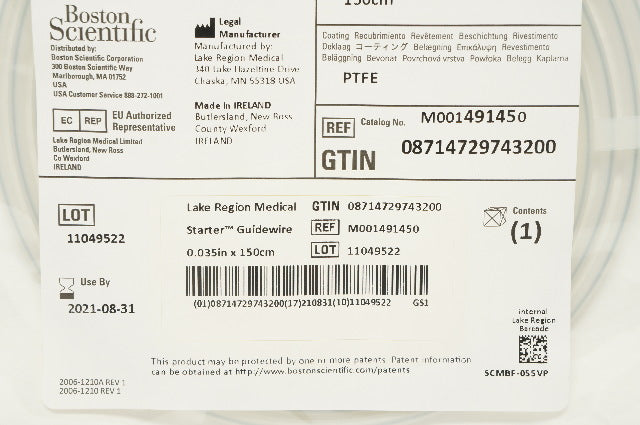 Boston
Scientific
Distributed by:
Boston Scientific Corporation
300 Boston Scientific Way
Marlborough, MA 01752
USA
USA Customer Service 888-272-1001
EC REP
EU Authorized
Representative
Lake Region Medical Limited
Butlersland, New Ross
Co Wexford
IRELAND
Legal
Manufacturer
Manufactured by:
Lake Region Medical
340 Lake Hazeltine Drive
Chaska, MN 55318 USA
Made in IRELAND
Butlersland, New Ross
County Wexford
IRELAND
150cm
Coating Recubrimiento Revêtement Beschichtung Rivestimento
Deklaag コーティング Belægning Επικάλυψη Revestimento
Beläggning Bevonat Povrchová vrstva Powłoka Belegg Kaplama
PTFE
REF Catalog No. M001491450
GTIN 08714729743200
LOT
11049522
Use By
2021-08-31
Lake Region Medical GTIN 08714729743200
Starter™ Guidewire REF M001491450
0.035in x 150cm LOT 11049522
(01)08714729743200(17)210831(10)11049522 GS1
Contents
(1)
Internal
Lake Region
Barcode
SCMBF-055VP
This product may be protected by one or more patents. Patent information
can be obtained at http://www.bostonscientific.com/patents
2006-1210A REV 1
2006-1210 REV 1